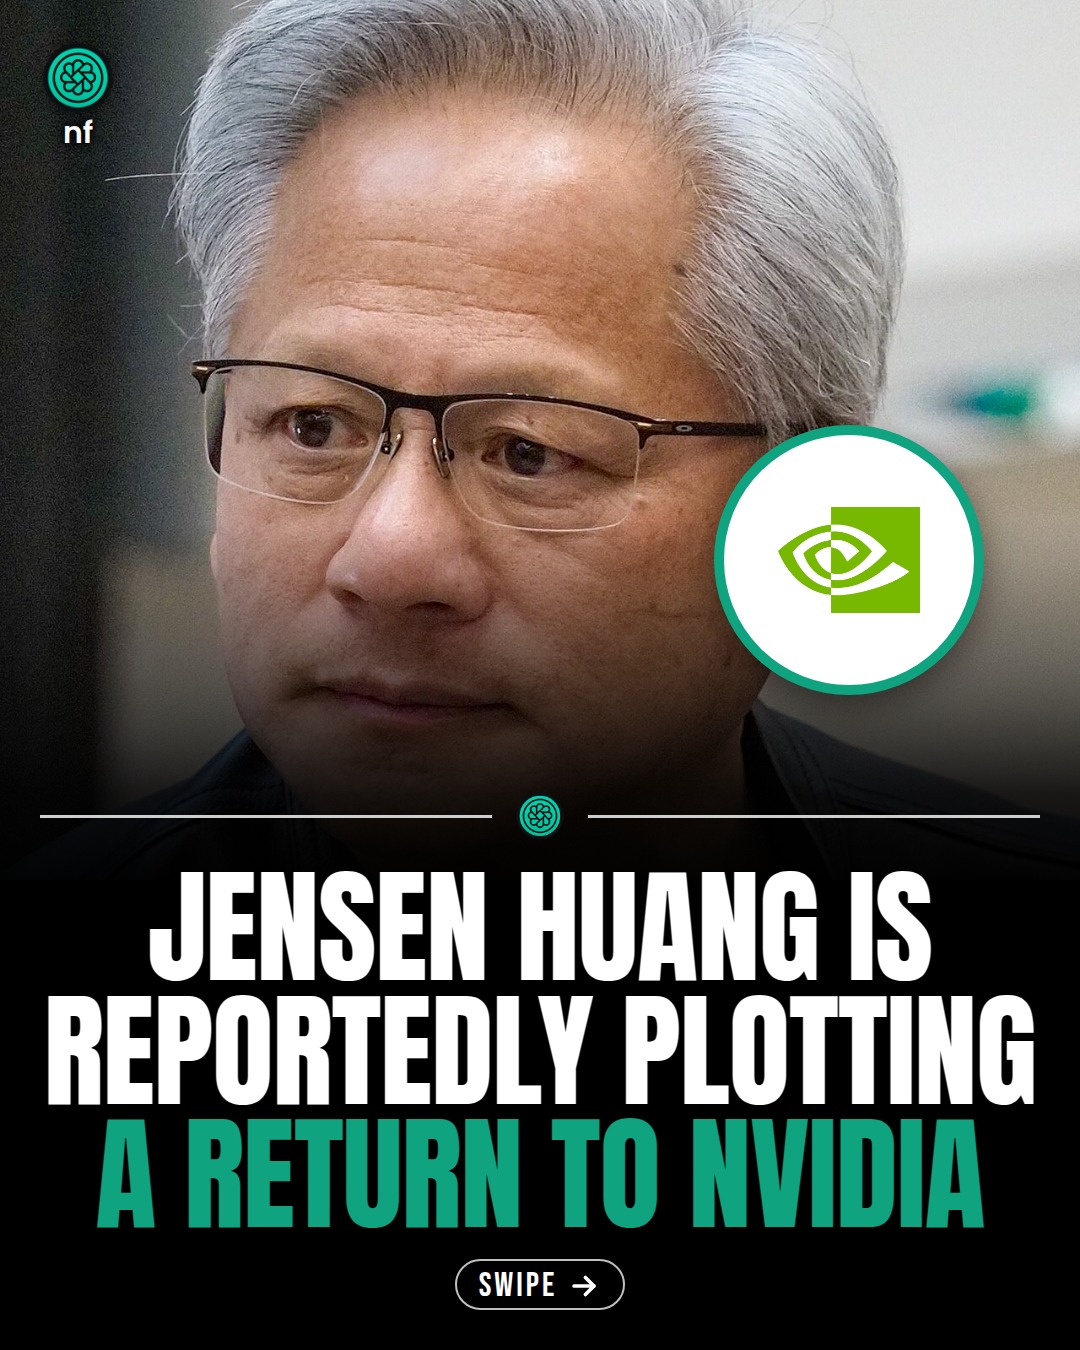 nf
JENSEN HUANG IS
REPORTEDLY PLOTTING
A RETURN TO NVIDIA
SWIPE →